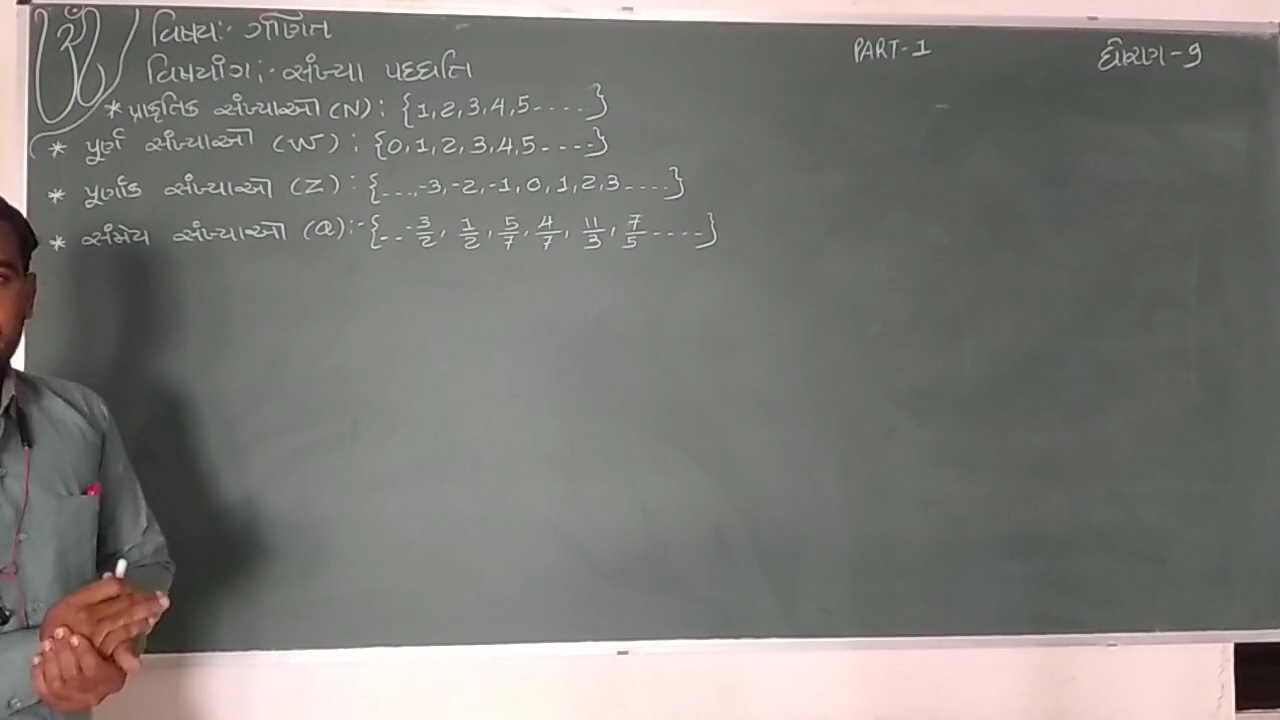 વિષય:- ગણિત
PART-1
ધોરણ-9
વિષયાંગ:- સંખ્યા પદ્ધતિ
* પ્રાકૃતિક સંખ્યાઓ (N): {1,2,3,4,5.....}
* પૂર્ણ સંખ્યાઓ (W): {0,1,2,3,4,5.....}
* પૂર્ણાંક સંખ્યાઓ (Z): {...,-3,-2,-1,0,1,2,3.....}
* સંમેય સંખ્યાઓ (Q):- {.. -3/2, 1/2, 5/7, 4/7, 11/3, 7/5 .....}